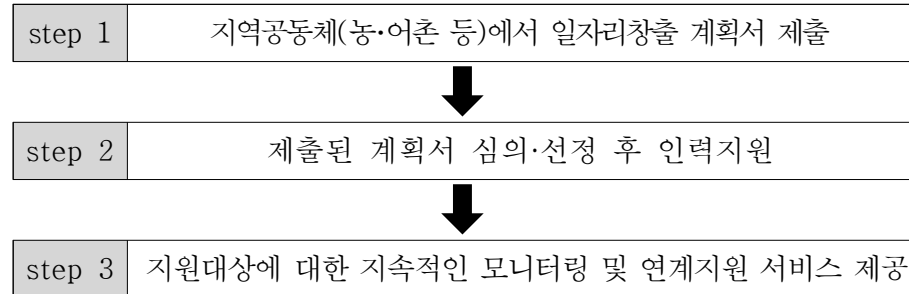 step 1 지역공동체(농·어촌 등)에서 일자리창출 계획서 제출
step 2 제출된 계획서 심의·선정 후 인력지원
step 3 지원대상에 대한 지속적인 모니터링 및 연계지원 서비스 제공